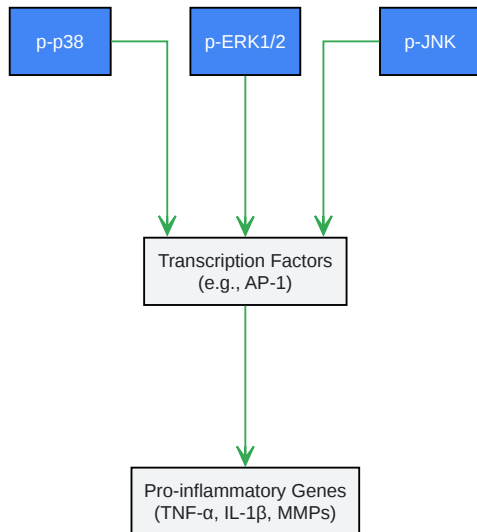 p-p38
p-ERK1/2
p-JNK
Transcription Factors
(e.g., AP-1)
Pro-inflammatory Genes
(TNF-α, IL-1β, MMPs)